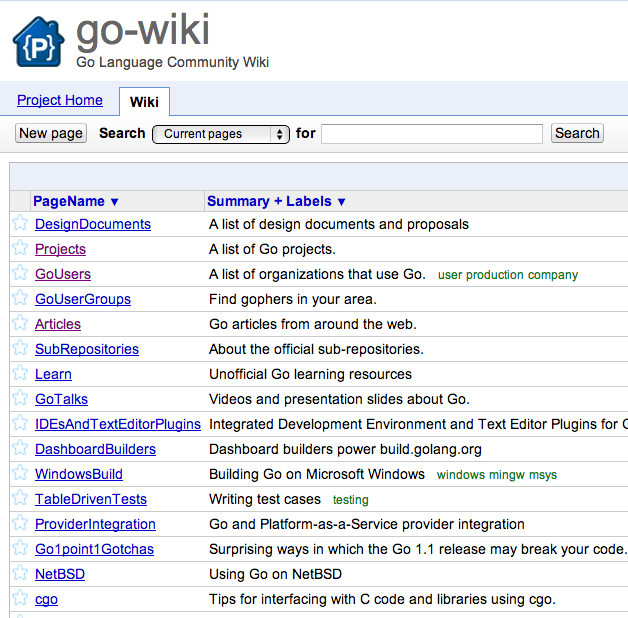 {P}
go-wiki
Go Language Community Wiki
Project Home Wiki
New page Search Current pages for Search
PageName ▼ Summary + Labels ▼
DesignDocuments A list of design documents and proposals
Projects A list of Go projects.
GoUsers A list of organizations that use Go. user production company
GoUserGroups Find gophers in your area.
Articles Go articles from around the web.
SubRepositories About the official sub-repositories.
Learn Unofficial Go learning resources
GoTalks Videos and presentation slides about Go.
IDEsAndTextEditorPlugins Integrated Development Environment and Text Editor Plugins for
DashboardBuilders Dashboard builders power build.golang.org
WindowsBuild Building Go on Microsoft Windows windows mingw msys
TableDrivenTests Writing test cases testing
ProviderIntegration Go and Platform-as-a-Service provider integration
Go1point1Gotchas Surprising ways in which the Go 1.1 release may break your code.
NetBSD Using Go on NetBSD
cgo Tips for interfacing with C code and libraries using cgo.